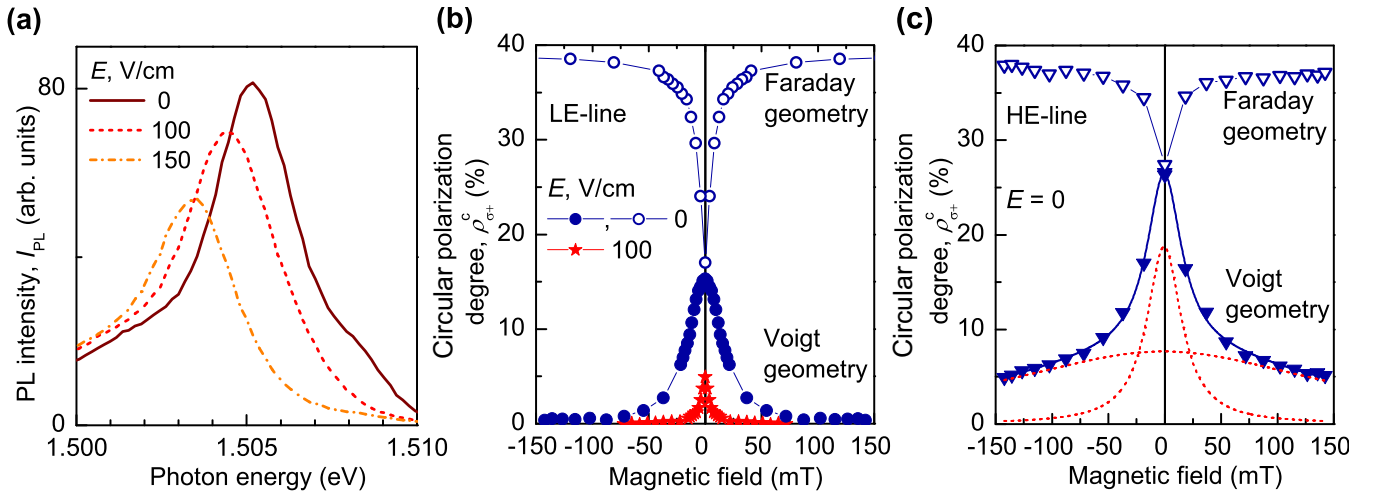 (a)
PL intensity, I_PL (arb. units)
80
0
E, V/cm
0
100
150
1.500 1.505 1.510
Photon energy (eV)
(b)
Circular polarization
degree, ρ^c_σ+ (%)
40
30
20
10
0
LE-line
Faraday
geometry
E, V/cm
, 0
100
Voigt
geometry
-150 -100 -50 0 50 100 150
Magnetic field (mT)
(c)
Circular polarization
degree, ρ^c_σ+ (%)
40
30
20
10
0
HE-line
Faraday
geometry
E = 0
Voigt
geometry
-150 -100 -50 0 50 100 150
Magnetic field (mT)